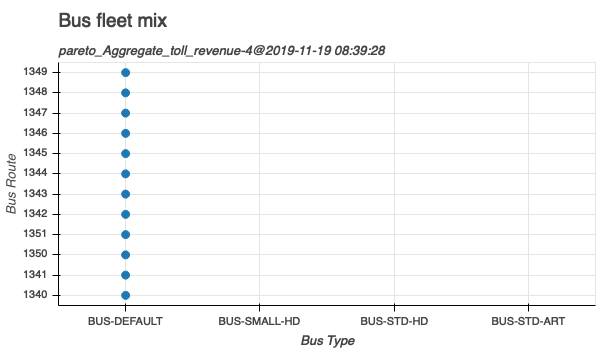 Bus fleet mix
pareto_Aggregate_toll_revenue-4@2019-11-19 08:39:28
1349
1348
1347
1346
1345
1344
1343
1342
1351
1350
1341
1340
Bus Route
BUS-DEFAULT BUS-SMALL-HD BUS-STD-HD BUS-STD-ART
Bus Type